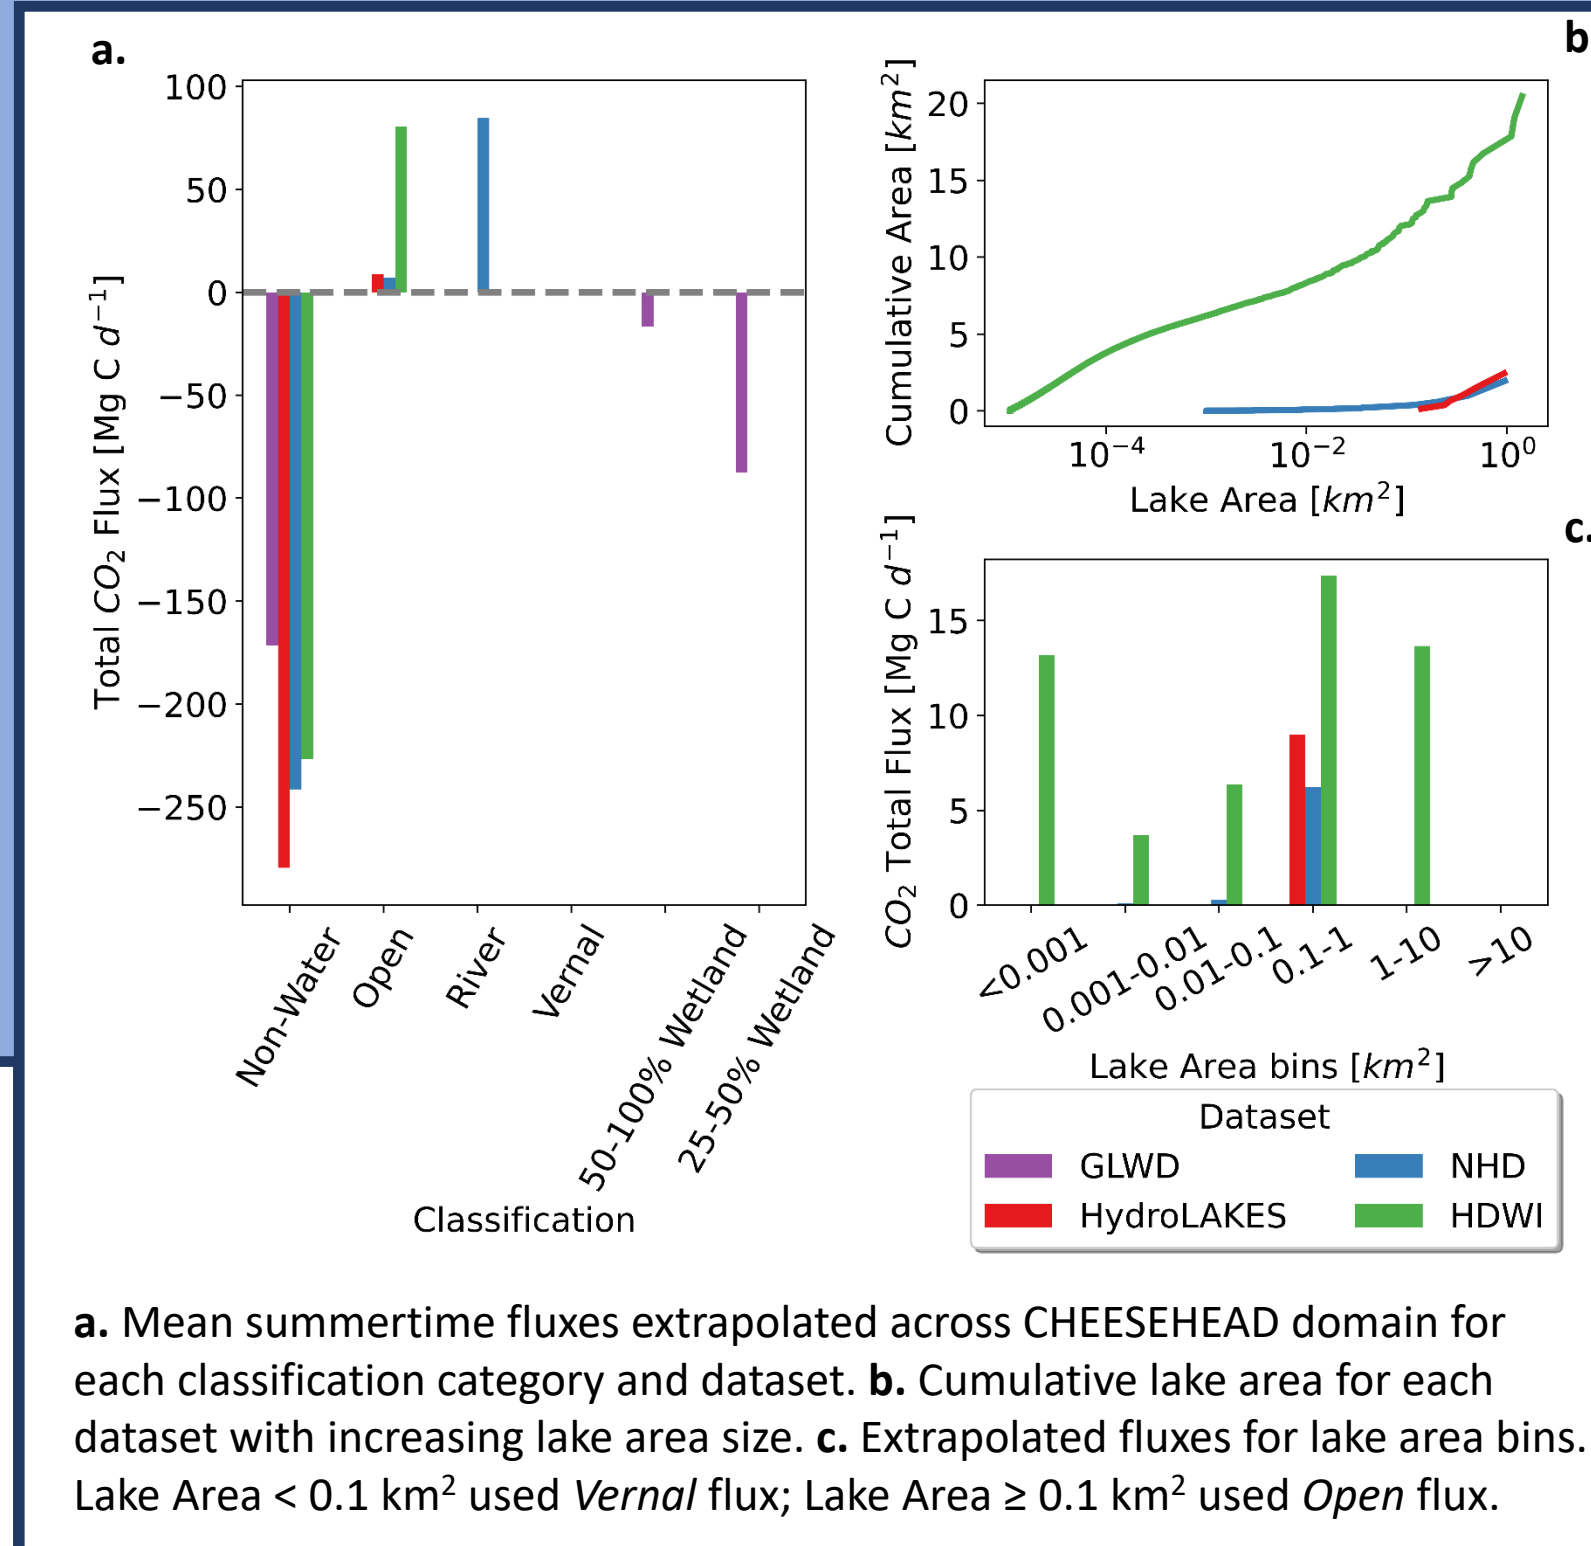 a.
100
50
0
−50
−100
−150
−200
−250
Total CO₂ Flux [Mg C d⁻¹]
Non-Water
Open
River
Vernal
50-100% Wetland
25-50% Wetland
Classification
b
20
15
10
5
0
Cumulative Area [km²]
10⁻⁴
10⁻²
10⁰
Lake Area [km²]
c.
15
10
5
0
CO₂ Total Flux [Mg C d⁻¹]
<0.001
0.001-0.01
0.01-0.1
0.1-1
1-10
>10
Lake Area bins [km²]
Dataset
GLWD
NHD
HydroLAKES
HDWI
a. Mean summertime fluxes extrapolated across CHEESEHEAD domain for
each classification category and dataset. b. Cumulative lake area for each
dataset with increasing lake area size. c. Extrapolated fluxes for lake area bins.
Lake Area < 0.1 km² used Vernal flux; Lake Area ≥ 0.1 km² used Open flux.